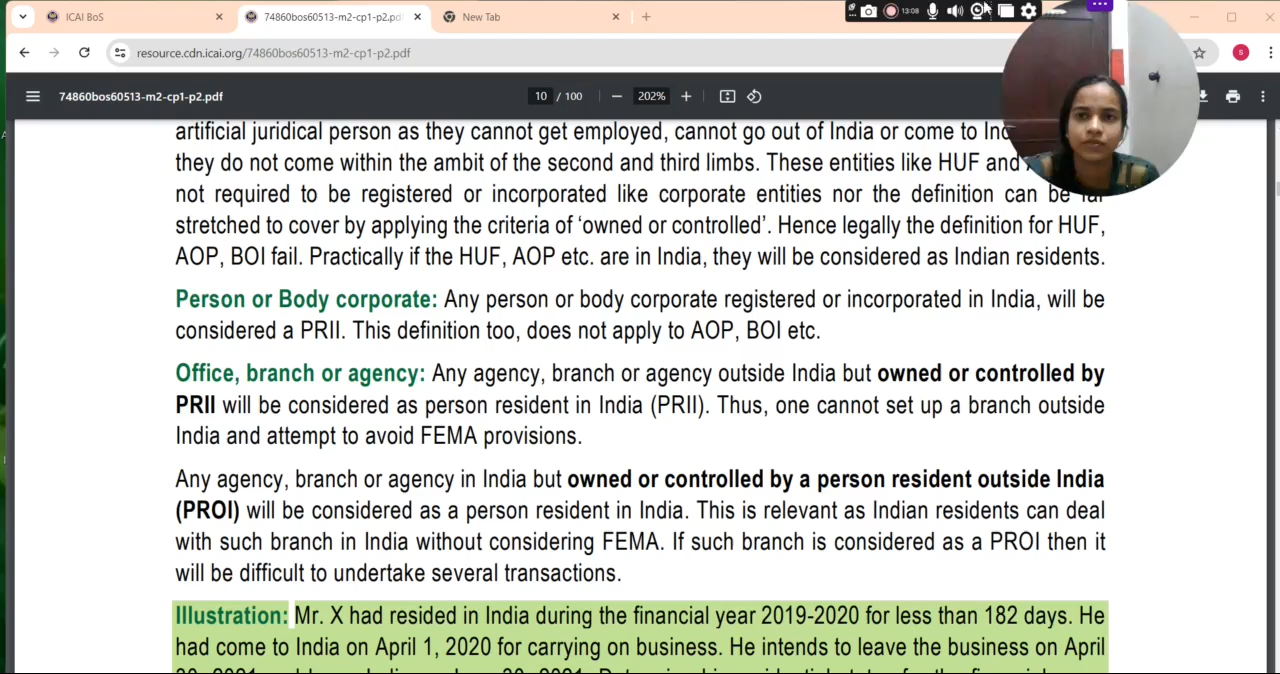 ICAI BoS
74860bos60513-m2-cp1-p2.pdf
New Tab
13:08
resource.cdn.icai.org/74860bos60513-m2-cp1-p2.pdf
S
74860bos60513-m2-cp1-p2.pdf
10 / 100
202%
artificial juridical person as they cannot get employed, cannot go out of India or come to
they do not come within the ambit of the second and third limbs. These entities like HUF and
not required to be registered or incorporated like corporate entities nor the definition can be far
stretched to cover by applying the criteria of ‘owned or controlled’. Hence legally the definition for HUF,
AOP, BOI fail. Practically if the HUF, AOP etc. are in India, they will be considered as Indian residents.
Person or Body corporate: Any person or body corporate registered or incorporated in India, will be
considered a PRII. This definition too, does not apply to AOP, BOI etc.
Office, branch or agency: Any agency, branch or agency outside India but owned or controlled by
PRII will be considered as person resident in India (PRII). Thus, one cannot set up a branch outside
India and attempt to avoid FEMA provisions.
Any agency, branch or agency in India but owned or controlled by a person resident outside India
(PROI) will be considered as a person resident in India. This is relevant as Indian residents can deal
with such branch in India without considering FEMA. If such branch is considered as a PROI then it
will be difficult to undertake several transactions.
Illustration: Mr. X had resided in India during the financial year 2019-2020 for less than 182 days. He
had come to India on April 1, 2020 for carrying on business. He intends to leave the business on April